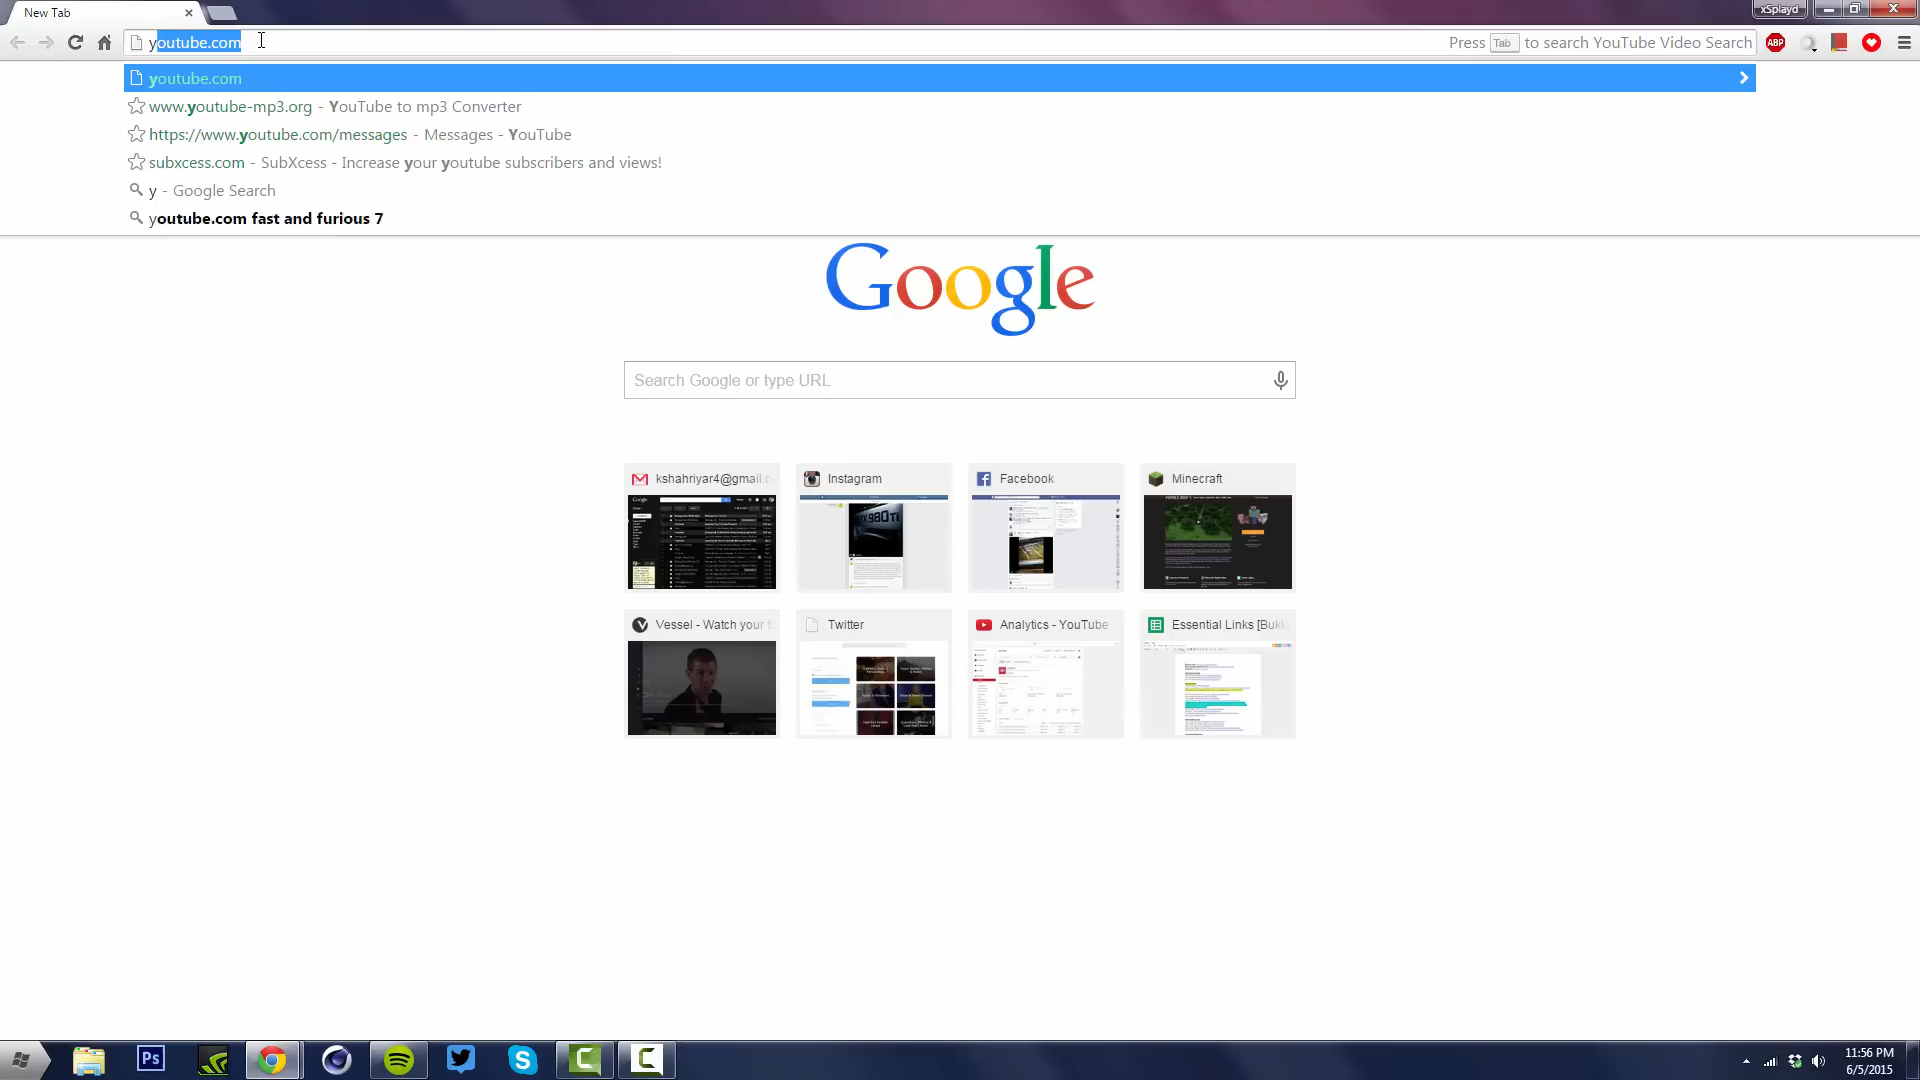 New Tab
xSplayd
youtube.com
Press Tab to search YouTube Video Search
ABP
youtube.com
www.youtube-mp3.org - YouTube to mp3 Converter
https://www.youtube.com/messages - Messages - YouTube
subxcess.com - SubXcess - Increase your youtube subscribers and views!
y - Google Search
youtube.com fast and furious 7
Google
Search Google or type URL
kshahriyar4@gmail.c
Instagram
Facebook
Minecraft
Vessel - Watch your f
Twitter
Analytics - YouTube
Essential Links [Bukk
Ps
11:56 PM
6/5/2015